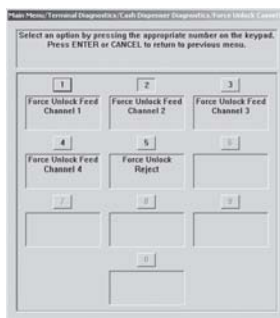 Main Menu/Terminal Diagnostics/Cash Dispenser Diagnostics/Force Unlock
Select an option by pressing the appropriate number on the keypad.
Press ENTER or CANCEL to return to
previous menu.
1 2 3
Force Unlock Feed Channel 1
Force Unlock Feed Channel 2
Force Unlock Feed Channel 3
4 5 6
Force Unlock Feed Channel 4
Force Unlock Reject
7 8 9
0